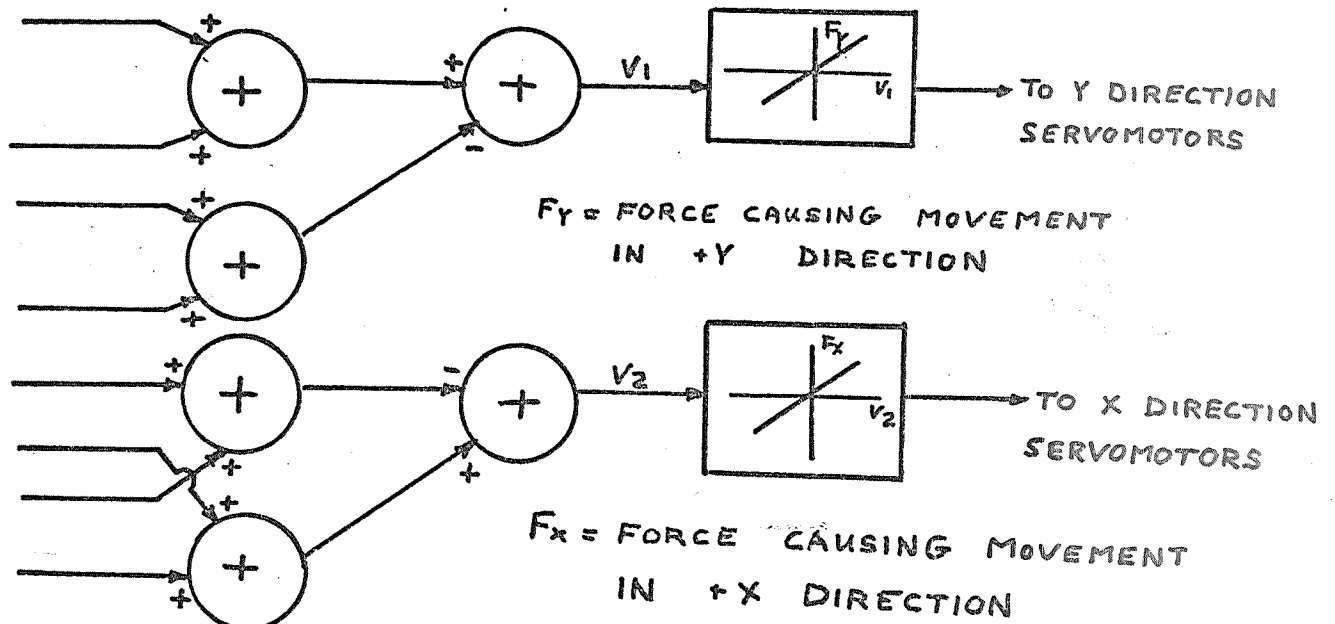 +
+
+
+
+
-
V1
FY
V1
TO Y DIRECTION
SERVOMOTORS
+
+
+
+
FY = FORCE CAUSING MOVEMENT
IN +Y DIRECTION
+
+
+
-
+
+
V2
FX
V2
TO X DIRECTION
SERVOMOTORS
+
+
+
FX = FORCE CAUSING MOVEMENT
IN +X DIRECTION